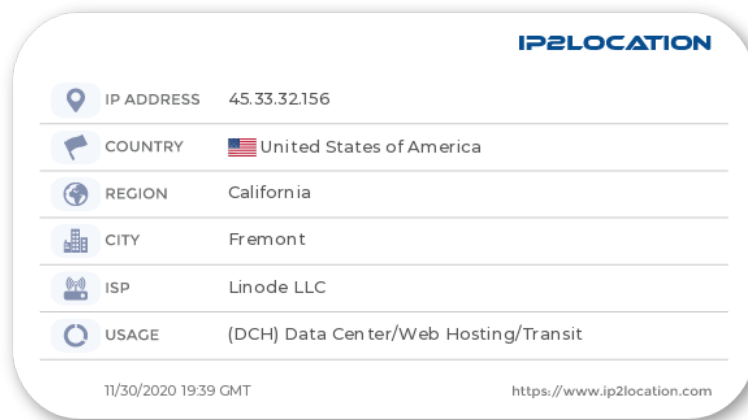 IP2LOCATION
IP ADDRESS 45.33.32.156
COUNTRY United States of America
REGION California
CITY Fremont
ISP Linode LLC
USAGE (DCH) Data Center/Web Hosting/Transit
11/30/2020 19:39 GMT https://www.ip2location.com